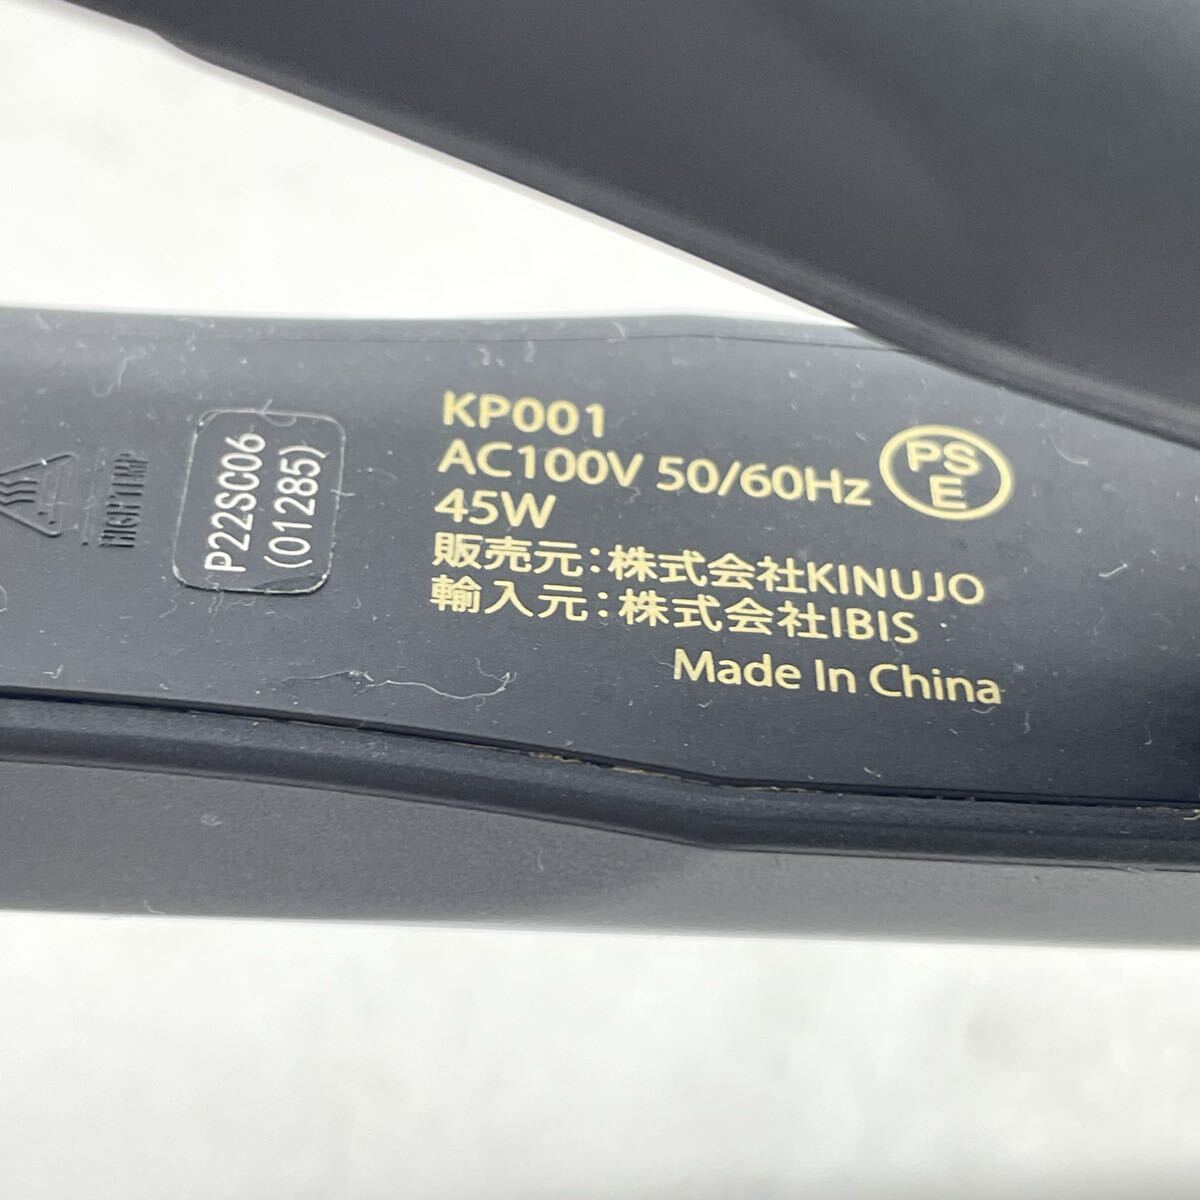 HIGH TEMP
P22SC06
(01285)
KP001
AC100V 50/60Hz
45W
PS
E
販売元：株式会社KINUJO
輸入元：株式会社IBIS
Made In China